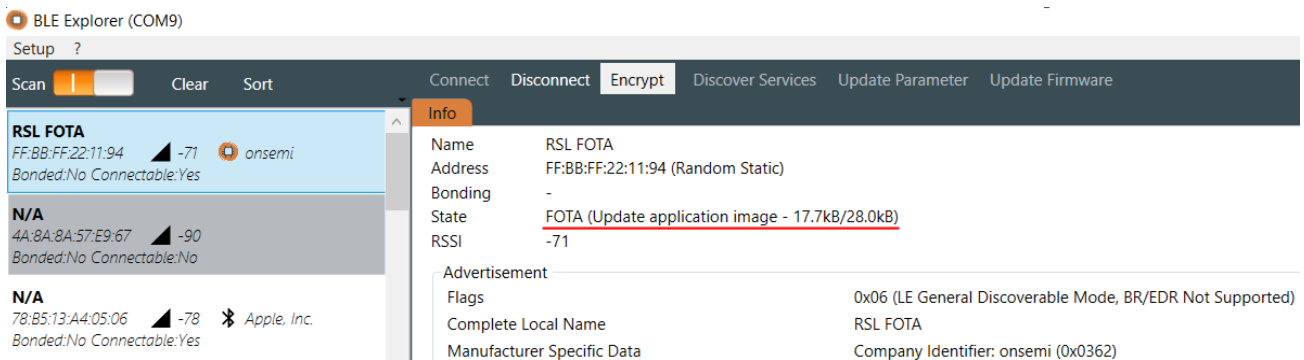 BLE Explorer (COM9)
Setup ?
Scan Clear Sort
Connect Disconnect Encrypt Discover Services Update Parameter Update Firmware
RSL FOTA
FF:BB:FF:22:11:94 -71 onsemi
Bonded:No Connectable:Yes
N/A
4A:8A:8A:57:E9:67 -90
Bonded:No Connectable:No
N/A
78:B5:13:A4:05:06 -78 Apple, Inc.
Bonded:No Connectable:Yes
Info
Name RSL FOTA
Address FF:BB:FF:22:11:94 (Random Static)
Bonding -
State FOTA (Update application image - 17.7kB/28.0kB)
RSSI -71
Advertisement
Flags 0x06 (LE General Discoverable Mode, BR/EDR Not Supported)
Complete Local Name RSL FOTA
Manufacturer Specific Data Company Identifier: onsemi (0x0362)